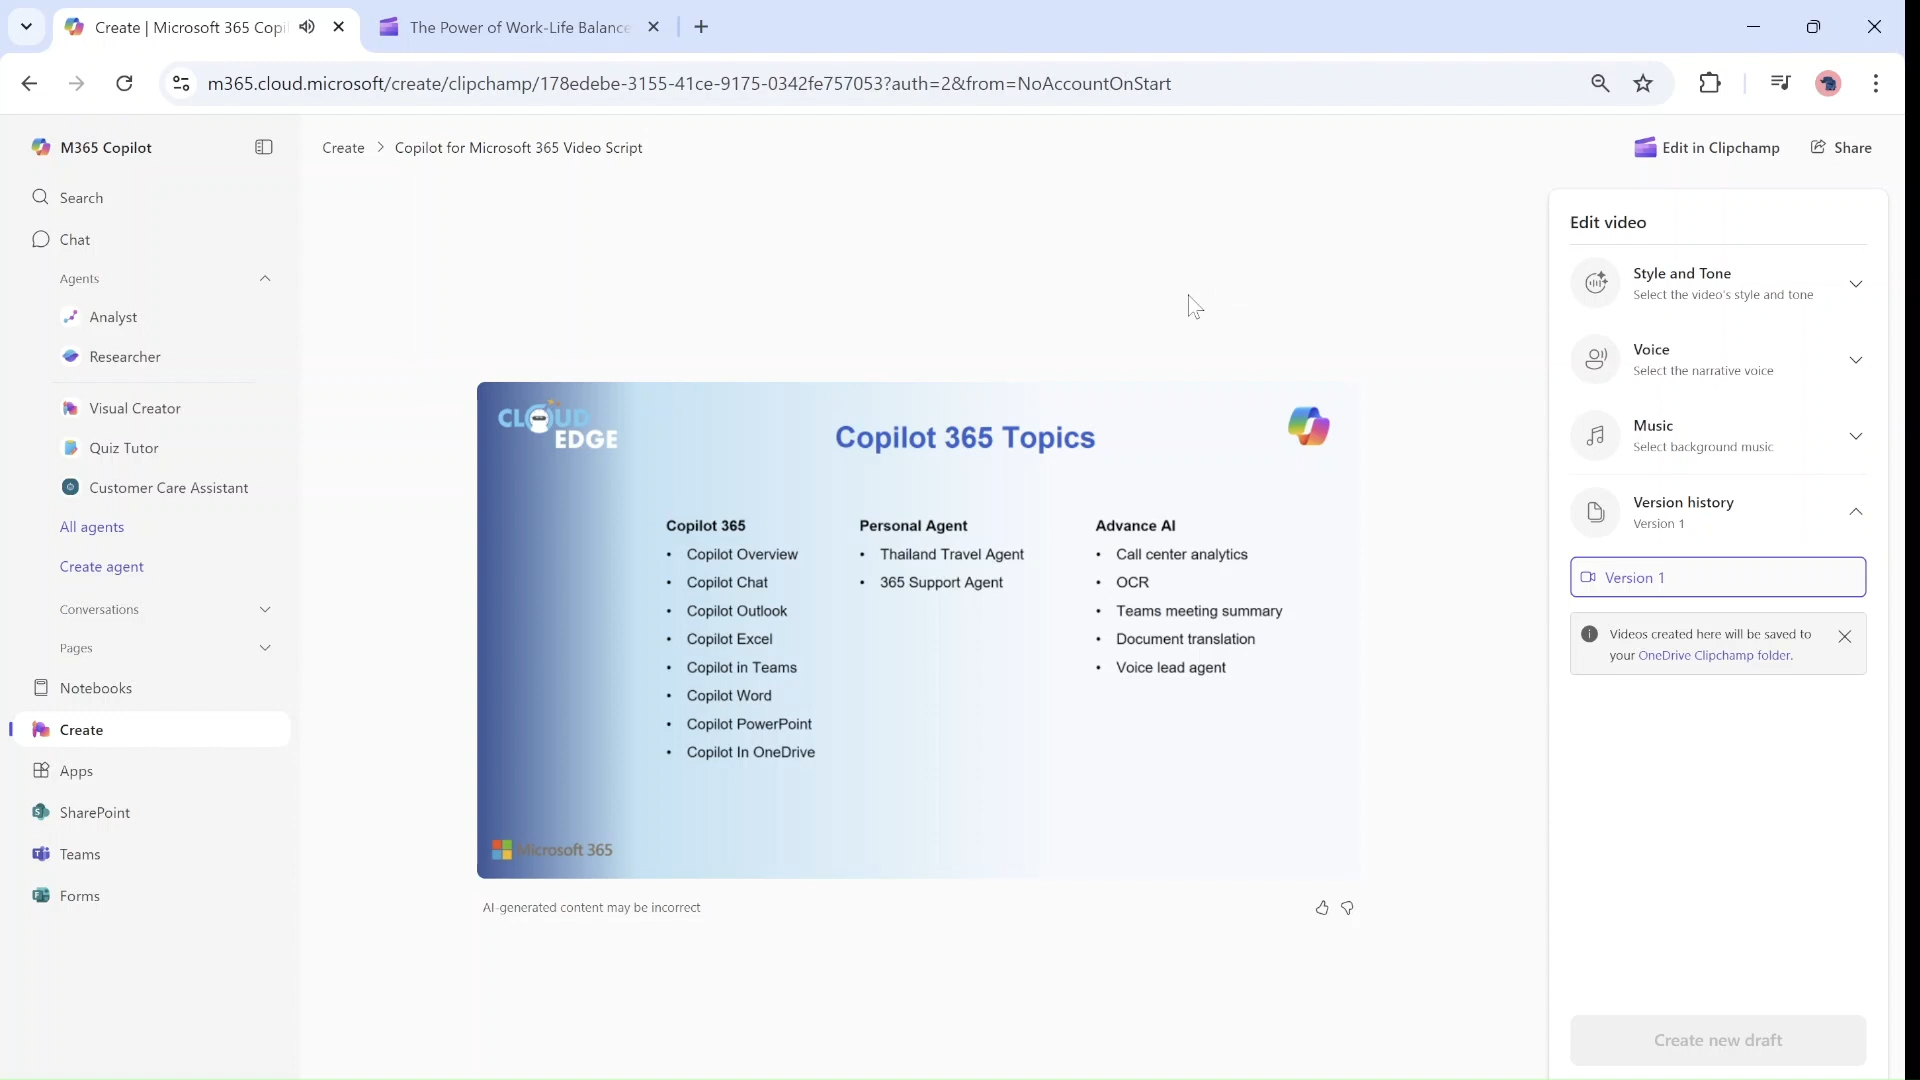 Create | Microsoft 365 Copi
The Power of Work-Life Balance
m365.cloud.microsoft/create/clipchamp/178edebe-3155-41ce-9175-0342fe757053?auth=2&from=NoAccountOnStart
M365 Copilot
Create > Copilot for Microsoft 365 Video Script
Edit in Clipchamp
Share
Search
Chat
Agents
Analyst
Researcher
Visual Creator
Quiz Tutor
Customer Care Assistant
All agents
Create agent
Conversations
Pages
Notebooks
Create
Apps
SharePoint
Teams
Forms
CLOUD
EDGE
Copilot 365 Topics
Copilot 365
• Copilot Overview
• Copilot Chat
• Copilot Outlook
• Copilot Excel
• Copilot in Teams
• Copilot Word
• Copilot PowerPoint
• Copilot In OneDrive
Personal Agent
• Thailand Travel Agent
• 365 Support Agent
Advance AI
• Call center analytics
• OCR
• Teams meeting summary
• Document translation
• Voice lead agent
Microsoft 365
AI-generated content may be incorrect
Edit video
Style and Tone
Select the video's style and tone
Voice
Select the narrative voice
Music
Select background music
Version history
Version 1
Version 1
Videos created here will be saved to
your OneDrive Clipchamp folder.
Create new draft